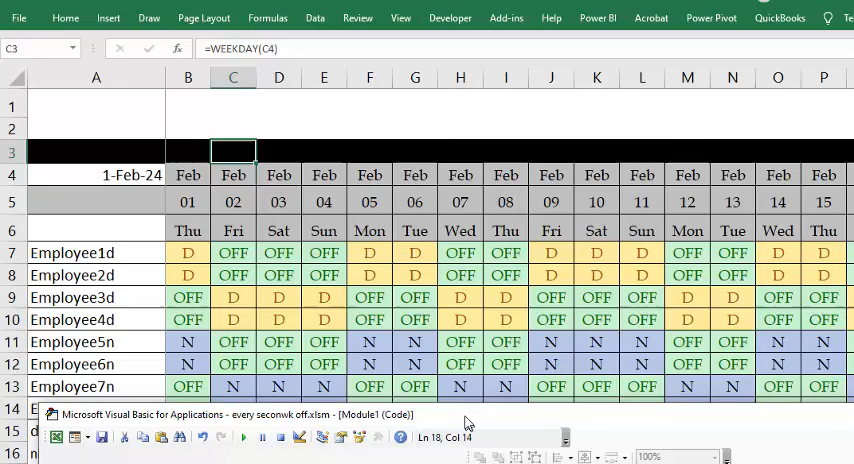 File Home Insert Draw Page Layout Formulas Data Review View Developer Add-ins Help Power BI Acrobat Power Pivot QuickBooks T
C3 fx =WEEKDAY(C4)
A B C D E F G H I J K L M N O P
1
2
3
4 1-Feb-24 Feb Feb Feb Feb Feb Feb Feb Feb Feb Feb Feb Feb Feb Feb Feb
5 01 02 03 04 05 06 07 08 09 10 11 12 13 14 15
6 Thu Fri Sat Sun Mon Tue Wed Thu Fri Sat Sun Mon Tue Wed Thu
7 Employee1d D OFF OFF OFF D D OFF OFF D D D OFF OFF D D
8 Employee2d D OFF OFF OFF D D OFF OFF D D D OFF OFF D D
9 Employee3d OFF D D D OFF OFF D D OFF OFF OFF D D OFF OFF
10 Employee4d OFF D D D OFF OFF D D OFF OFF OFF D D OFF OFF
11 Employee5n N OFF OFF OFF N N OFF OFF N N N OFF OFF N N
12 Employee6n N OFF OFF OFF N N OFF OFF N N N OFF OFF N N
13 Employee7n OFF N N N OFF OFF N N OFF OFF OFF N N OFF OFF
14 E Microsoft Visual Basic for Applications - every seconwk off.xlsm - [Module1 (Code)]
15 d Ln 18, Col 14
16 n 100%